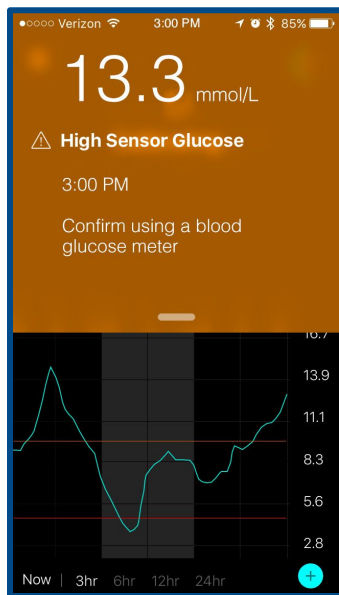 Verizon 3:00 PM 85%
13.3 mmol/L
High Sensor Glucose
3:00 PM
Confirm using a blood
glucose meter
16.7
13.9
11.1
8.3
5.6
2.8
Now | 3hr 6hr 12hr 24hr +